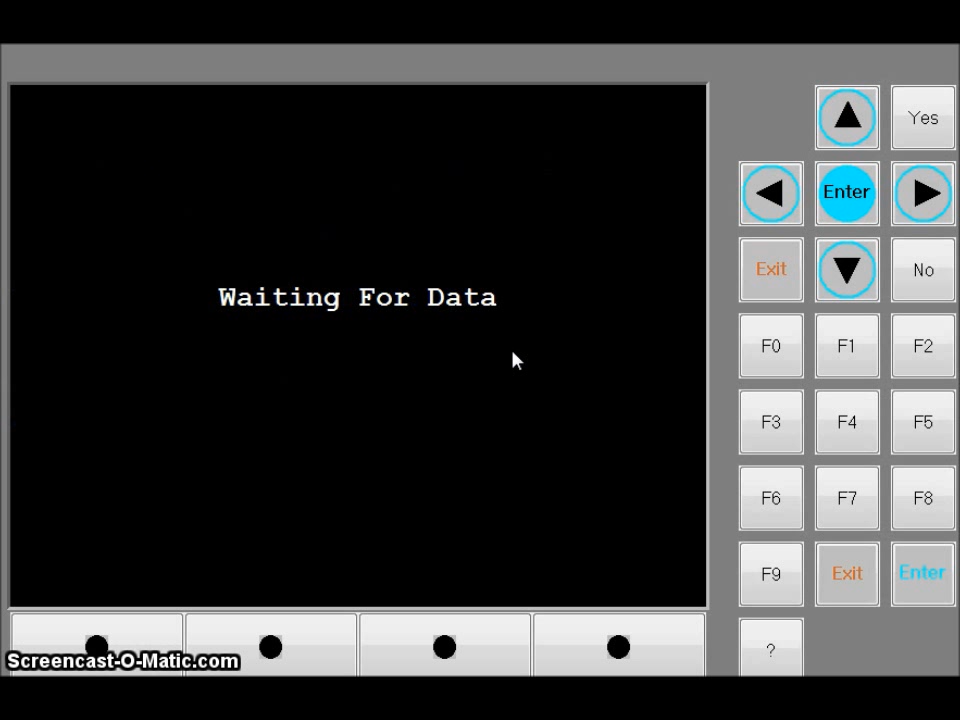 Yes
Enter
Exit
No
Waiting For Data
F0 F1 F2
F3 F4 F5
F6 F7 F8
F9 Exit Enter
?
Screencast-O-Matic.com